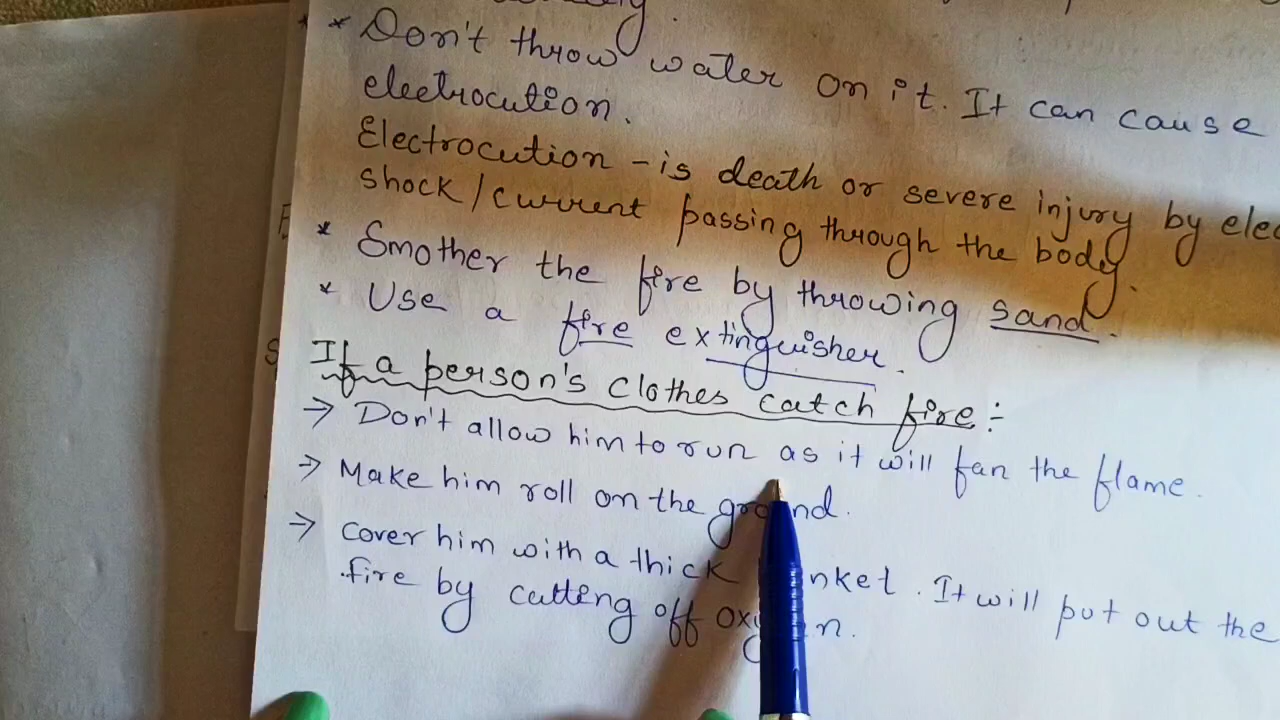 * Don't throw water on it. It can cause
electrocution.
Electrocution - is death or severe injury by elec
shock/current passing through the body.
* Smother the fire by throwing sand.
* Use a fire extinguisher.
If a person's clothes catch fire:-
→ Don't allow him to run as it will fan the flame.
→ Make him roll on the ground.
→ Cover him with a thick nket. It will put out the
fire by cutting off ox n.